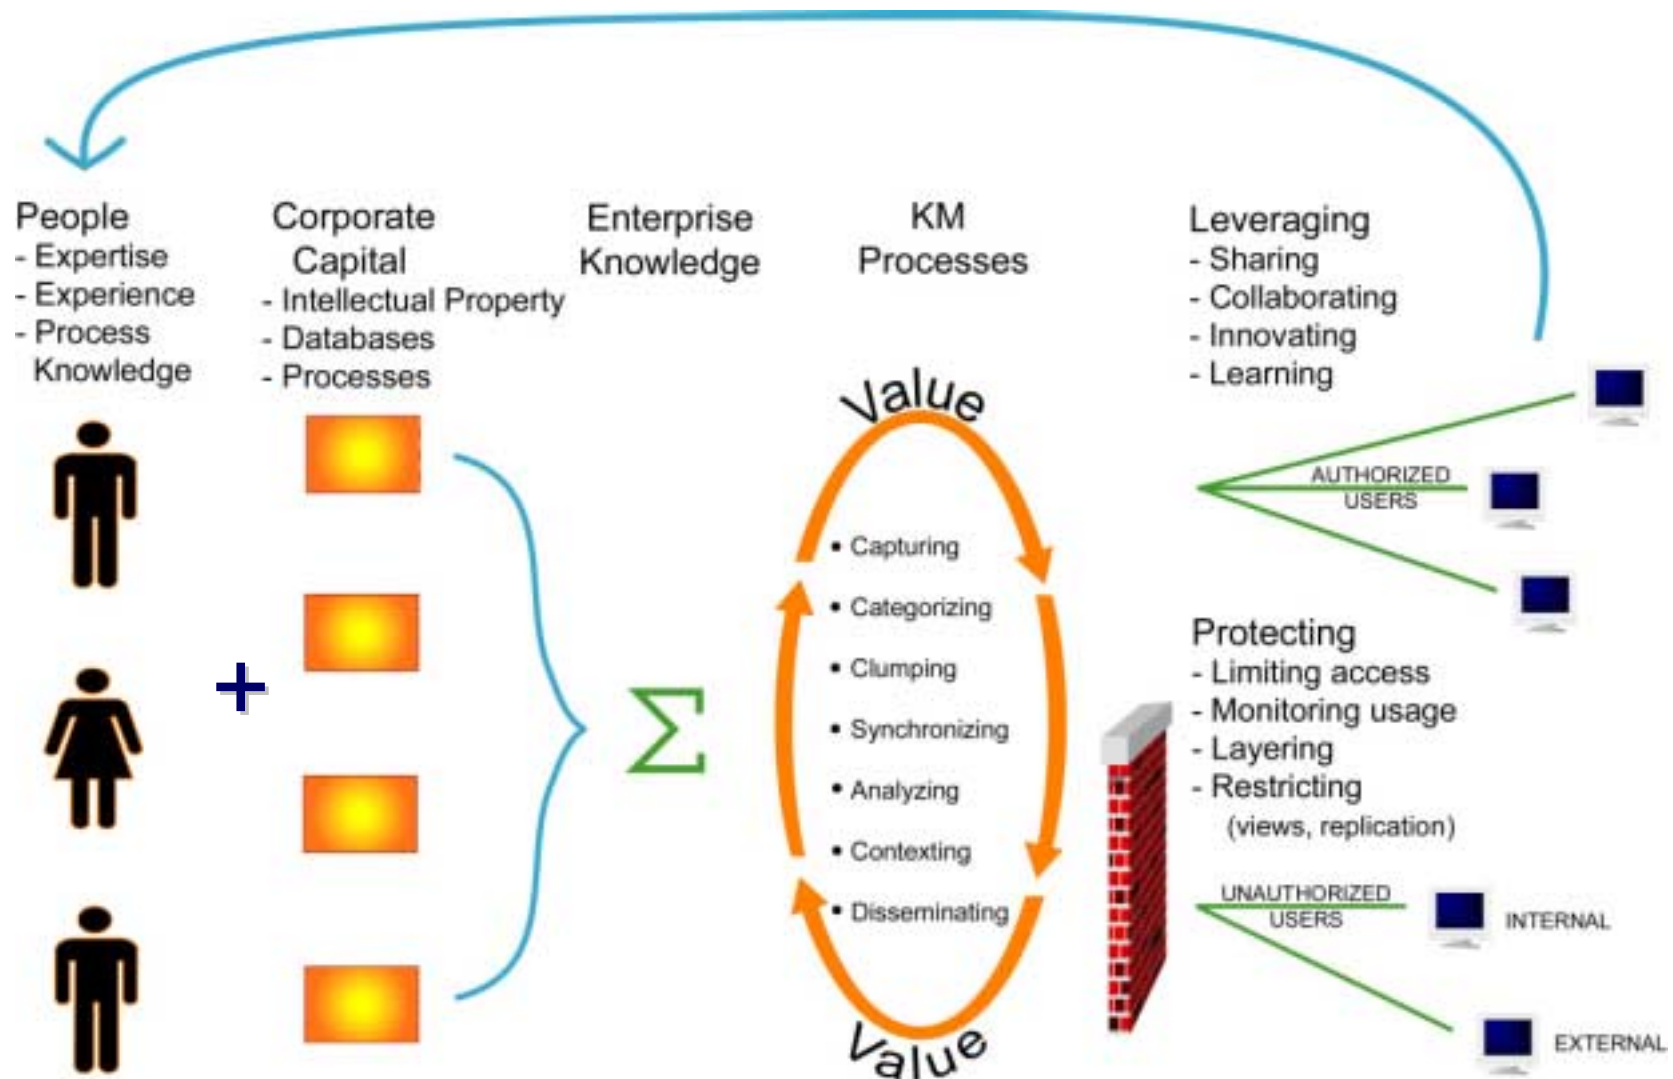 People
- Expertise
- Experience
- Process
Knowledge
Corporate
Capital
- Intellectual Property
- Databases
- Processes
Enterprise
Knowledge
Σ
KM
Processes
Value
• Capturing
• Categorizing
• Clumping
• Synchronizing
• Analyzing
• Contexting
• Disseminating
Value
Leveraging
- Sharing
- Collaborating
- Innovating
- Learning
AUTHORIZED
USERS
Protecting
- Limiting access
- Monitoring usage
- Layering
- Restricting
(views, replication)
UNAUTHORIZED
USERS
INTERNAL
EXTERNAL